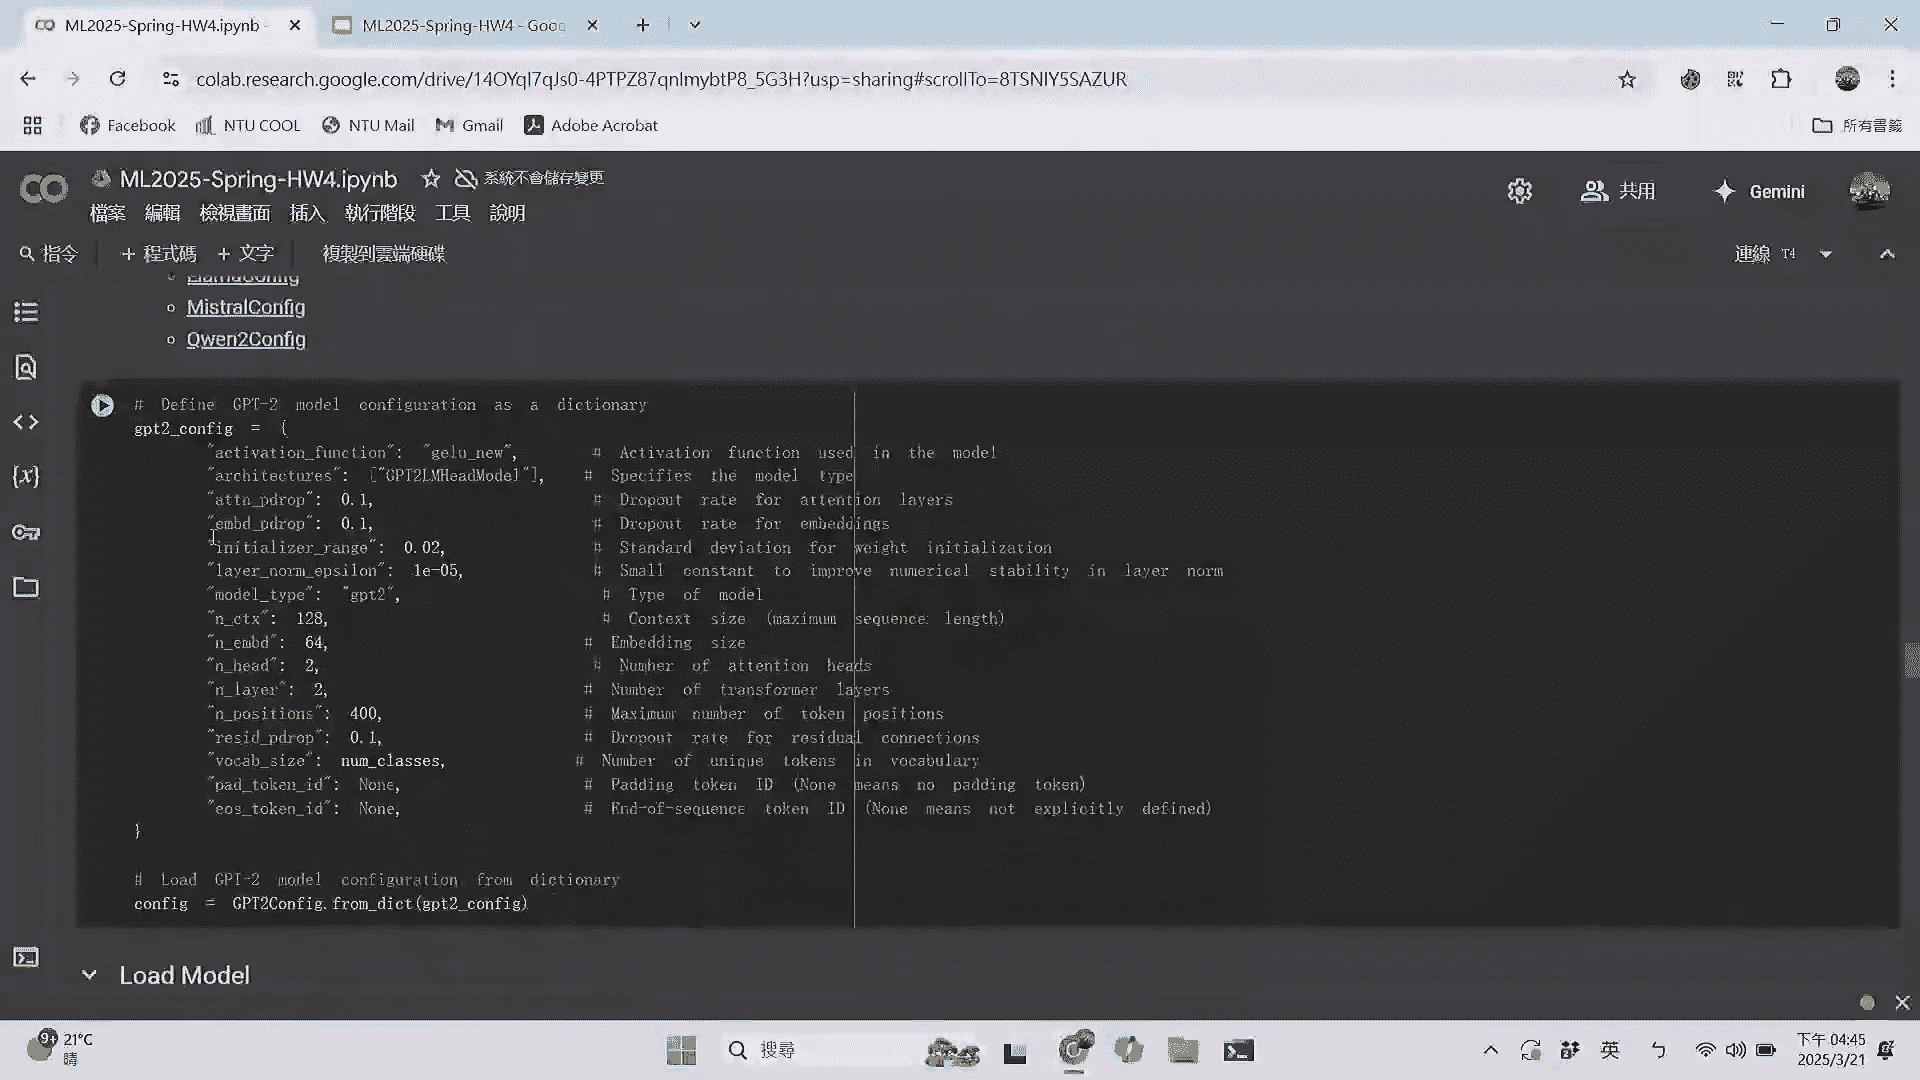 ML2025-Spring-HW4.ipynb -
ML2025-Spring-HW4 - Goo
colab.research.google.com/drive/14OYqI7qJs0-4PTPZ87qnlmybtP8_5G3H?usp=sharing#scrollTo=8TSNIY5SAZUR
Facebook NTU COOL NTU Mail Gmail Adobe Acrobat 所有書籤
ML2025-Spring-HW4.ipynb 系統不會儲存變更
檔案 編輯 檢視畫面 插入 執行階段 工具 說明
共用 Gemini
指令 + 程式碼 + 文字 複製到雲端硬碟 連線 T4
LlamaConfig
MistralConfig
Qwen2Config
# Define GPT-2 model configuration as a dictionary
gpt2_config = {
"activation_function": "gelu_new", # Activation function used in the model
"architectures": ["GPT2LMHeadModel"], # Specifies the model type
"attn_pdrop": 0.1, # Dropout rate for attention layers
"embd_pdrop": 0.1, # Dropout rate for embeddings
"initializer_range": 0.02, # Standard deviation for weight initialization
"layer_norm_epsilon": 1e-05, # Small constant to improve numerical stability in layer norm
"model_type": "gpt2", # Type of model
"n_ctx": 128, # Context size (maximum sequence length)
"n_embd": 64, # Embedding size
"n_head": 2, # Number of attention heads
"n_layer": 2, # Number of transformer layers
"n_positions": 400, # Maximum number of token positions
"resid_pdrop": 0.1, # Dropout rate for residual connections
"vocab_size": num_classes, # Number of unique tokens in vocabulary
"pad_token_id": None, # Padding token ID (None means no padding token)
"eos_token_id": None, # End-of-sequence token ID (None means not explicitly defined)
}
# Load GPT-2 model configuration from dictionary
config = GPT2Config.from_dict(gpt2_config)
Load Model
9+ 21°C
晴
搜尋
英 ㄅ
下午 04:45
2025/3/21